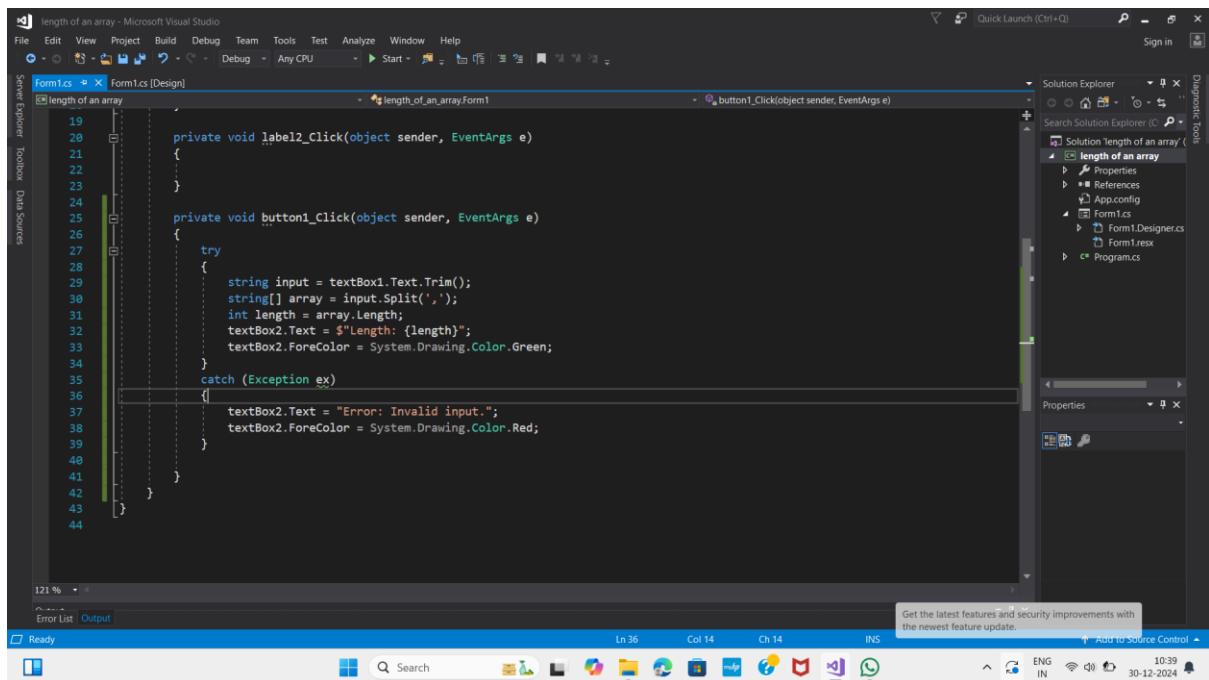 length of an array - Microsoft Visual Studio
Quick Launch (Ctrl+Q)
File Edit View Project Build Debug Team Tools Test Analyze Window Help
Sign in
Debug Any CPU Start
Server Explorer
Toolbox
Data Sources
Form1.cs Form1.cs [Design]
length of an array length_of_an_array.Form1 button1_Click(object sender, EventArgs e)
19
20 private void label2_Click(object sender, EventArgs e)
21 {
22
23 }
24
25 private void button1_Click(object sender, EventArgs e)
26 {
27 try
28 {
29 string input = textBox1.Text.Trim();
30 string[] array = input.Split(',');
31 int length = array.Length;
32 textBox2.Text = $"Length: {length}";
33 textBox2.ForeColor = System.Drawing.Color.Green;
34 }
35 catch (Exception ex)
36 {
37 textBox2.Text = "Error: Invalid input.";
38 textBox2.ForeColor = System.Drawing.Color.Red;
39 }
40
41 }
42 }
43 }
44
121 %
Error List Output
Solution Explorer
Search Solution Explorer (C
Solution 'length of an array' (
length of an array
Properties
References
App.config
Form1.cs
Form1.Designer.cs
Form1.resx
Program.cs
Properties
Diagnostic Tools
Get the latest features and security improvements with
the newest feature update.
Ready Ln 36 Col 14 Ch 14 INS Add to Source Control
Search
ENG
IN
10:39
30-12-2024